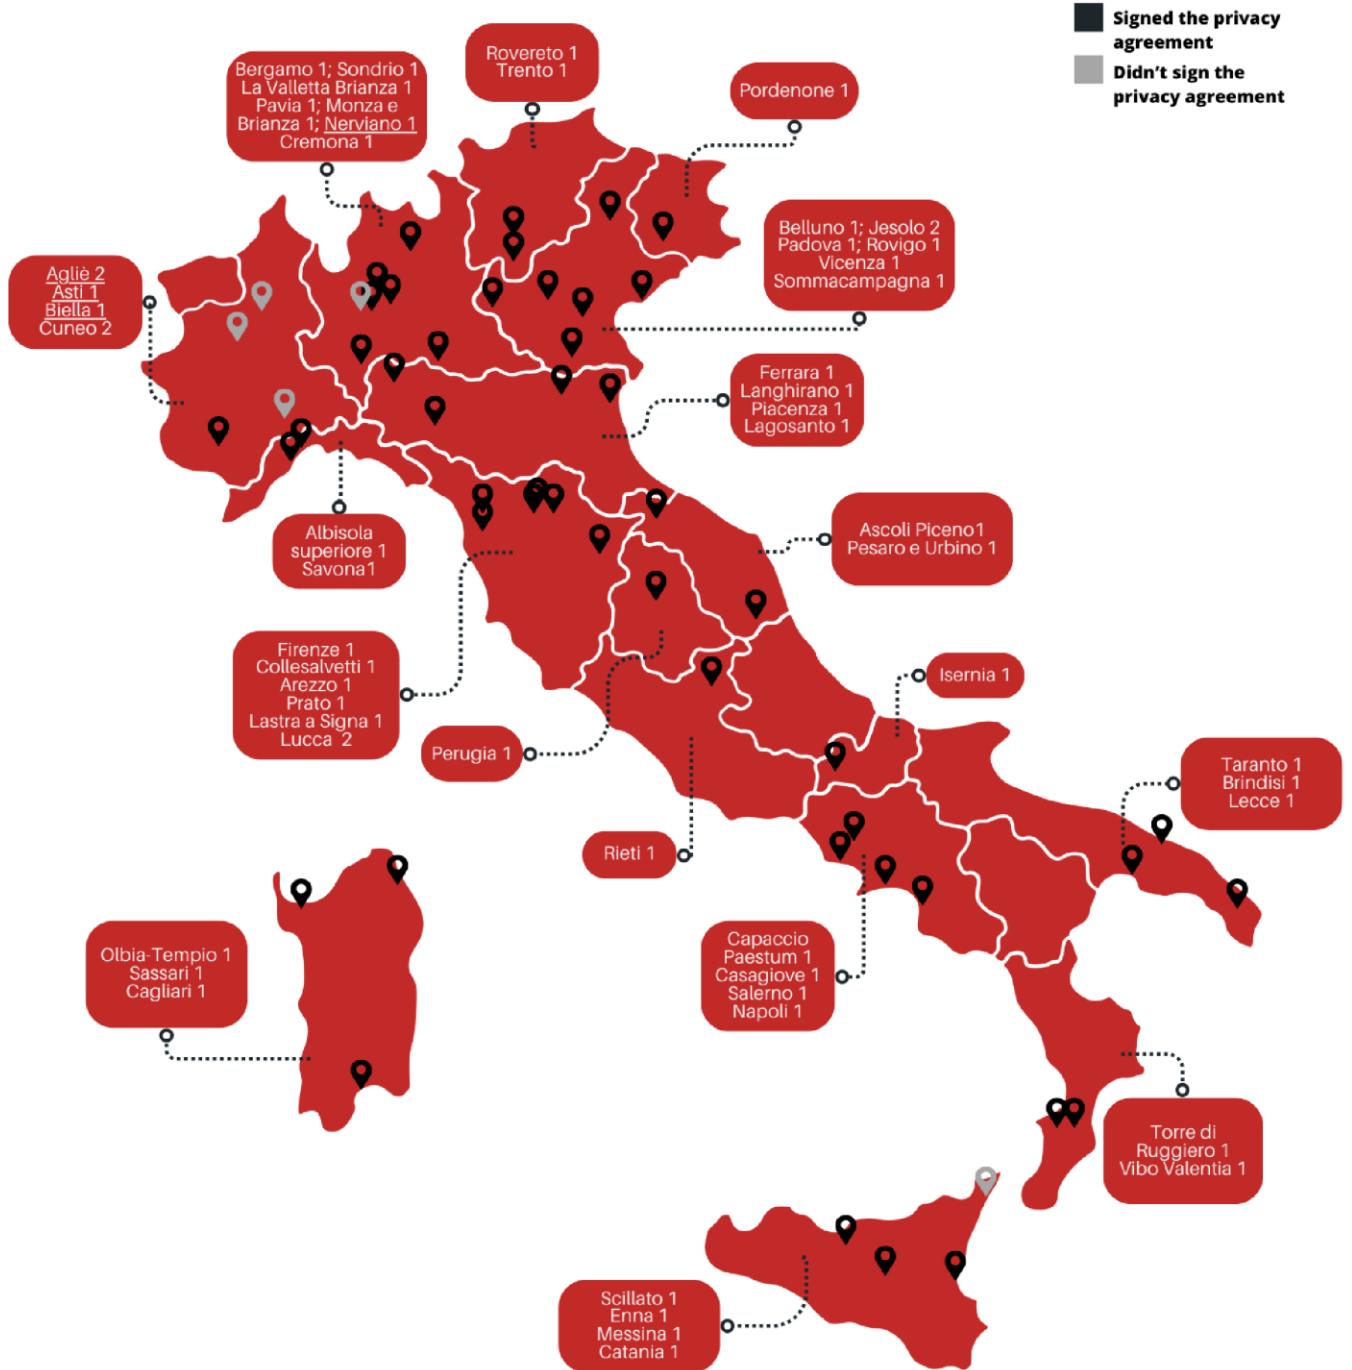 Signed the privacy
agreement
Didn't sign the
privacy agreement
Rovereto 1
Trento 1
Bergamo 1; Sondrio 1
La Valletta Brianza 1
Pavia 1; Monza e
Brianza 1; Nerviano 1
Cremona 1
Pordenone 1
Belluno 1; Jesolo 2
Padova 1; Rovigo 1
Vicenza 1
Sommacampagna 1
Agliè 2
Asti 1
Biella 1
Cuneo 2
Ferrara 1
Langhirano 1
Piacenza 1
Lagosanto 1
Ascoli Piceno1
Pesaro e Urbino 1
Albisola
superiore 1
Savona1
Firenze 1
Collesalvetti 1
Arezzo 1
Prato 1
Lastra a Signa 1
Lucca 2
Isernia 1
Perugia 1
Taranto 1
Brindisi 1
Lecce 1
Rieti 1
Olbia-Tempio 1
Sassari 1
Cagliari 1
Capaccio
Paestum 1
Casagiove 1
Salerno 1
Napoli 1
Torre di
Ruggiero 1
Vibo Valentia 1
Scillato 1
Enna 1
Messina 1
Catania 1